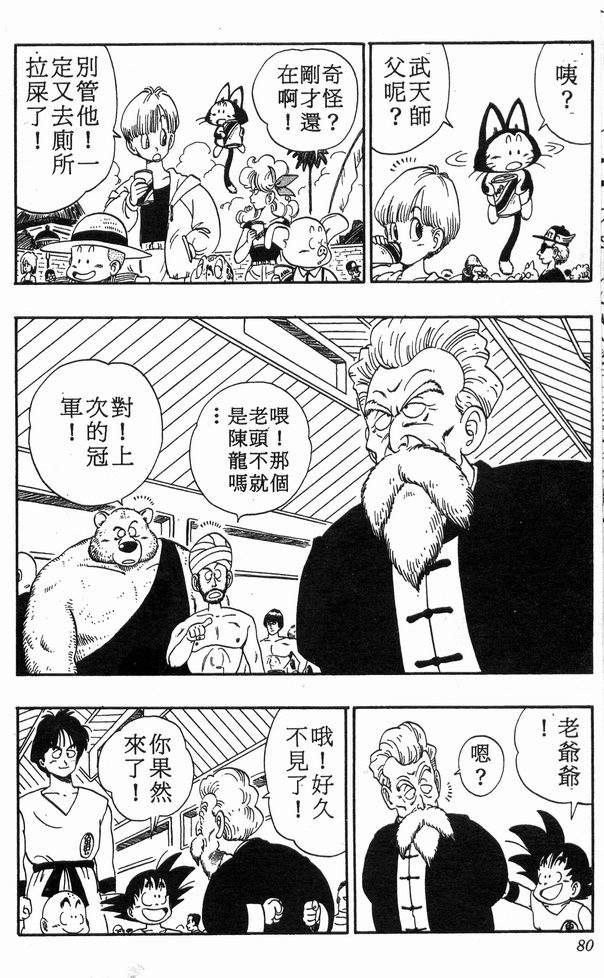 咦？
武天師
父呢？
奇怪？
剛才還
在啊！
別管他！一
定又去廁所
拉屎了！
喂！那個
老頭不就
是陳龍嗎
…
對！上
次的冠
軍！
老爺爺
！
嗯？
哦！好久
不見了！
你果然
來了！
80